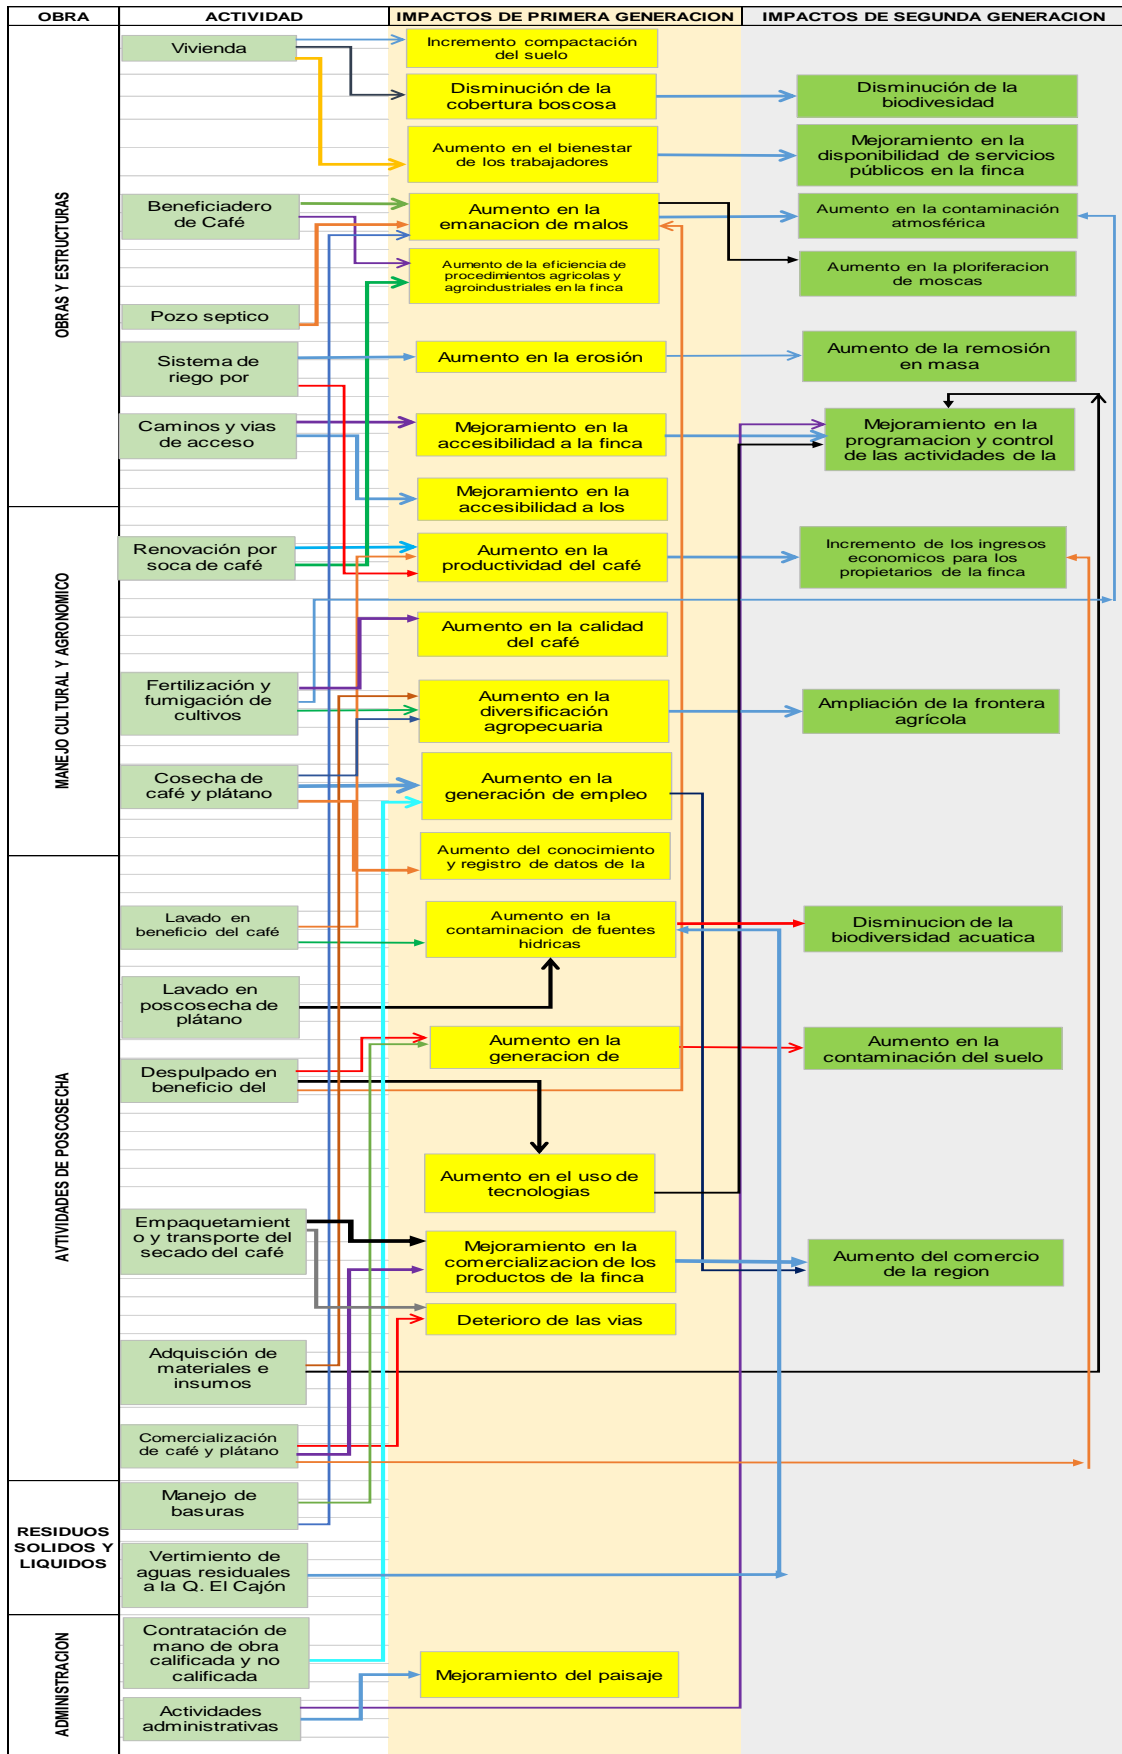 OBRA
ACTIVIDAD
IMPACTOS DE PRIMERA GENERACION
IMPACTOS DE SEGUNDA GENERACION
OBRAS Y ESTRUCTURAS
Vivienda
Incremento compactación
del suelo
Disminución de la
cobertura boscosa
Disminución de la
biodivesidad
Aumento en el bienestar
de los trabajadores
Mejoramiento en la
disponibilidad de servicios
públicos en la finca
Beneficiadero
de Café
Aumento en la
emanacion de malos
Aumento en la contaminación
atmosférica
Aumento de la eficiencia de
procedimientos agrícolas y
agroindustriales en la finca
Aumento en la ploriferacion
de moscas
Pozo septico
Sistema de
riego por
Aumento en la erosión
Aumento de la remosión
en masa
Caminos y vias
de acceso
Mejoramiento en la
accesibilidad a la finca
Mejoramiento en la
programacion y control
de las actividades de la
Mejoramiento en la
accesibilidad a los
MANEJO CULTURAL Y AGRONOMICO
Renovación por
soca de café
Aumento en la
productividad del café
Incremento de los ingresos
economicos para los
propietarios de la finca
Aumento en la calidad
del café
Fertilización y
fumigación de
cultivos
Aumento en la
diversificación
agropecuaria
Ampliación de la frontera
agrícola
Cosecha de
café y plátano
Aumento en la
generación de empleo
Aumento del conocimiento
y registro de datos de la
AVTIVIDADES DE POSCOSECHA
Lavado en
beneficio del café
Aumento en la
contaminacion de fuentes
hidricas
Disminucion de la
biodiversidad acuatica
Lavado en
poscosecha de
plátano
Aumento en la
generacion de
Aumento en la
contaminación del suelo
Despulpado en
beneficio del
Aumento en el uso de
tecnologias
Empaquetamient
o y transporte del
secado del café
Mejoramiento en la
comercializacion de los
productos de la finca
Aumento del comercio
de la region
Deterioro de las vias
Adquisción de
materiales e
insumos
Comercialización
de café y plátano
RESIDUOS
SOLIDOS Y
LIQUIDOS
Manejo de
basuras
Vertimiento de
aguas residuales
a la Q. El Cajón
ADMINISTRACION
Contratación de
mano de obra
calificada y no
calificada
Mejoramiento del paisaje
Actividades
administrativas